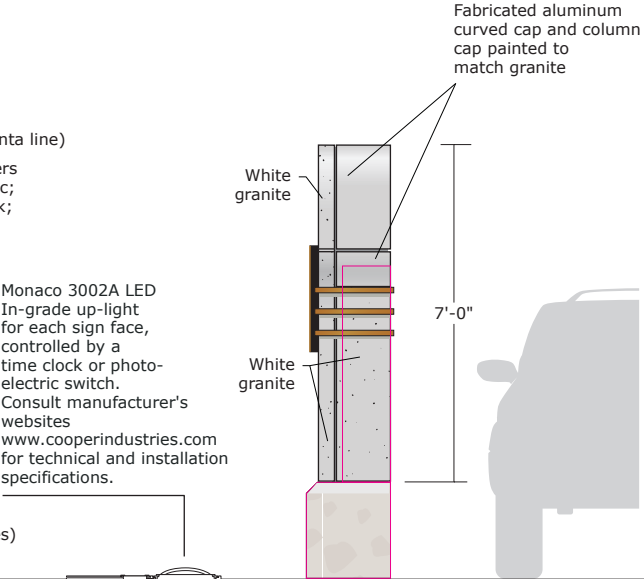 Fabricated aluminum
curved cap and column
cap painted to
match granite
nta line)
ers
c;
k;
White
granite
Monaco 3002A LED
In-grade up-light
for each sign face,
controlled by a
time clock or photo-
electric switch.
Consult manufacturer's
websites
www.cooperindustries.com
for technical and installation
specifications.
7'-0"
White
granite
es)